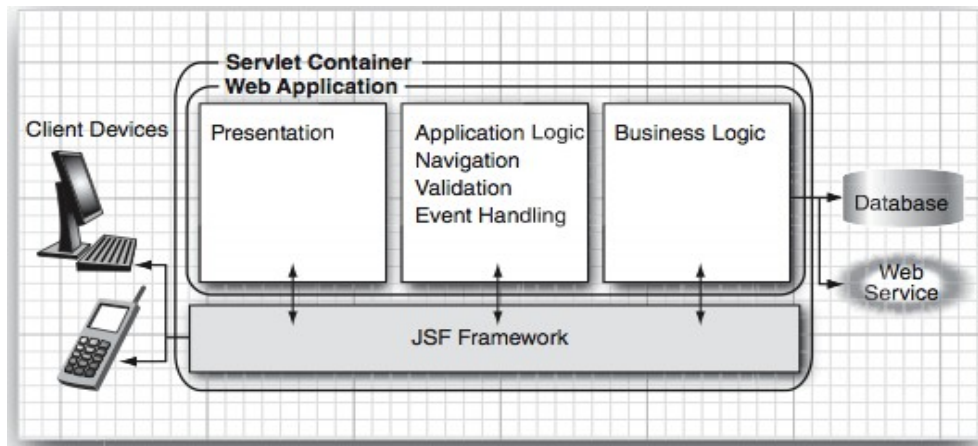 Servlet Container
Web Application
Client Devices
Presentation
Application Logic
Navigation
Validation
Event Handling
Business Logic
Database
Web
Service
JSF Framework